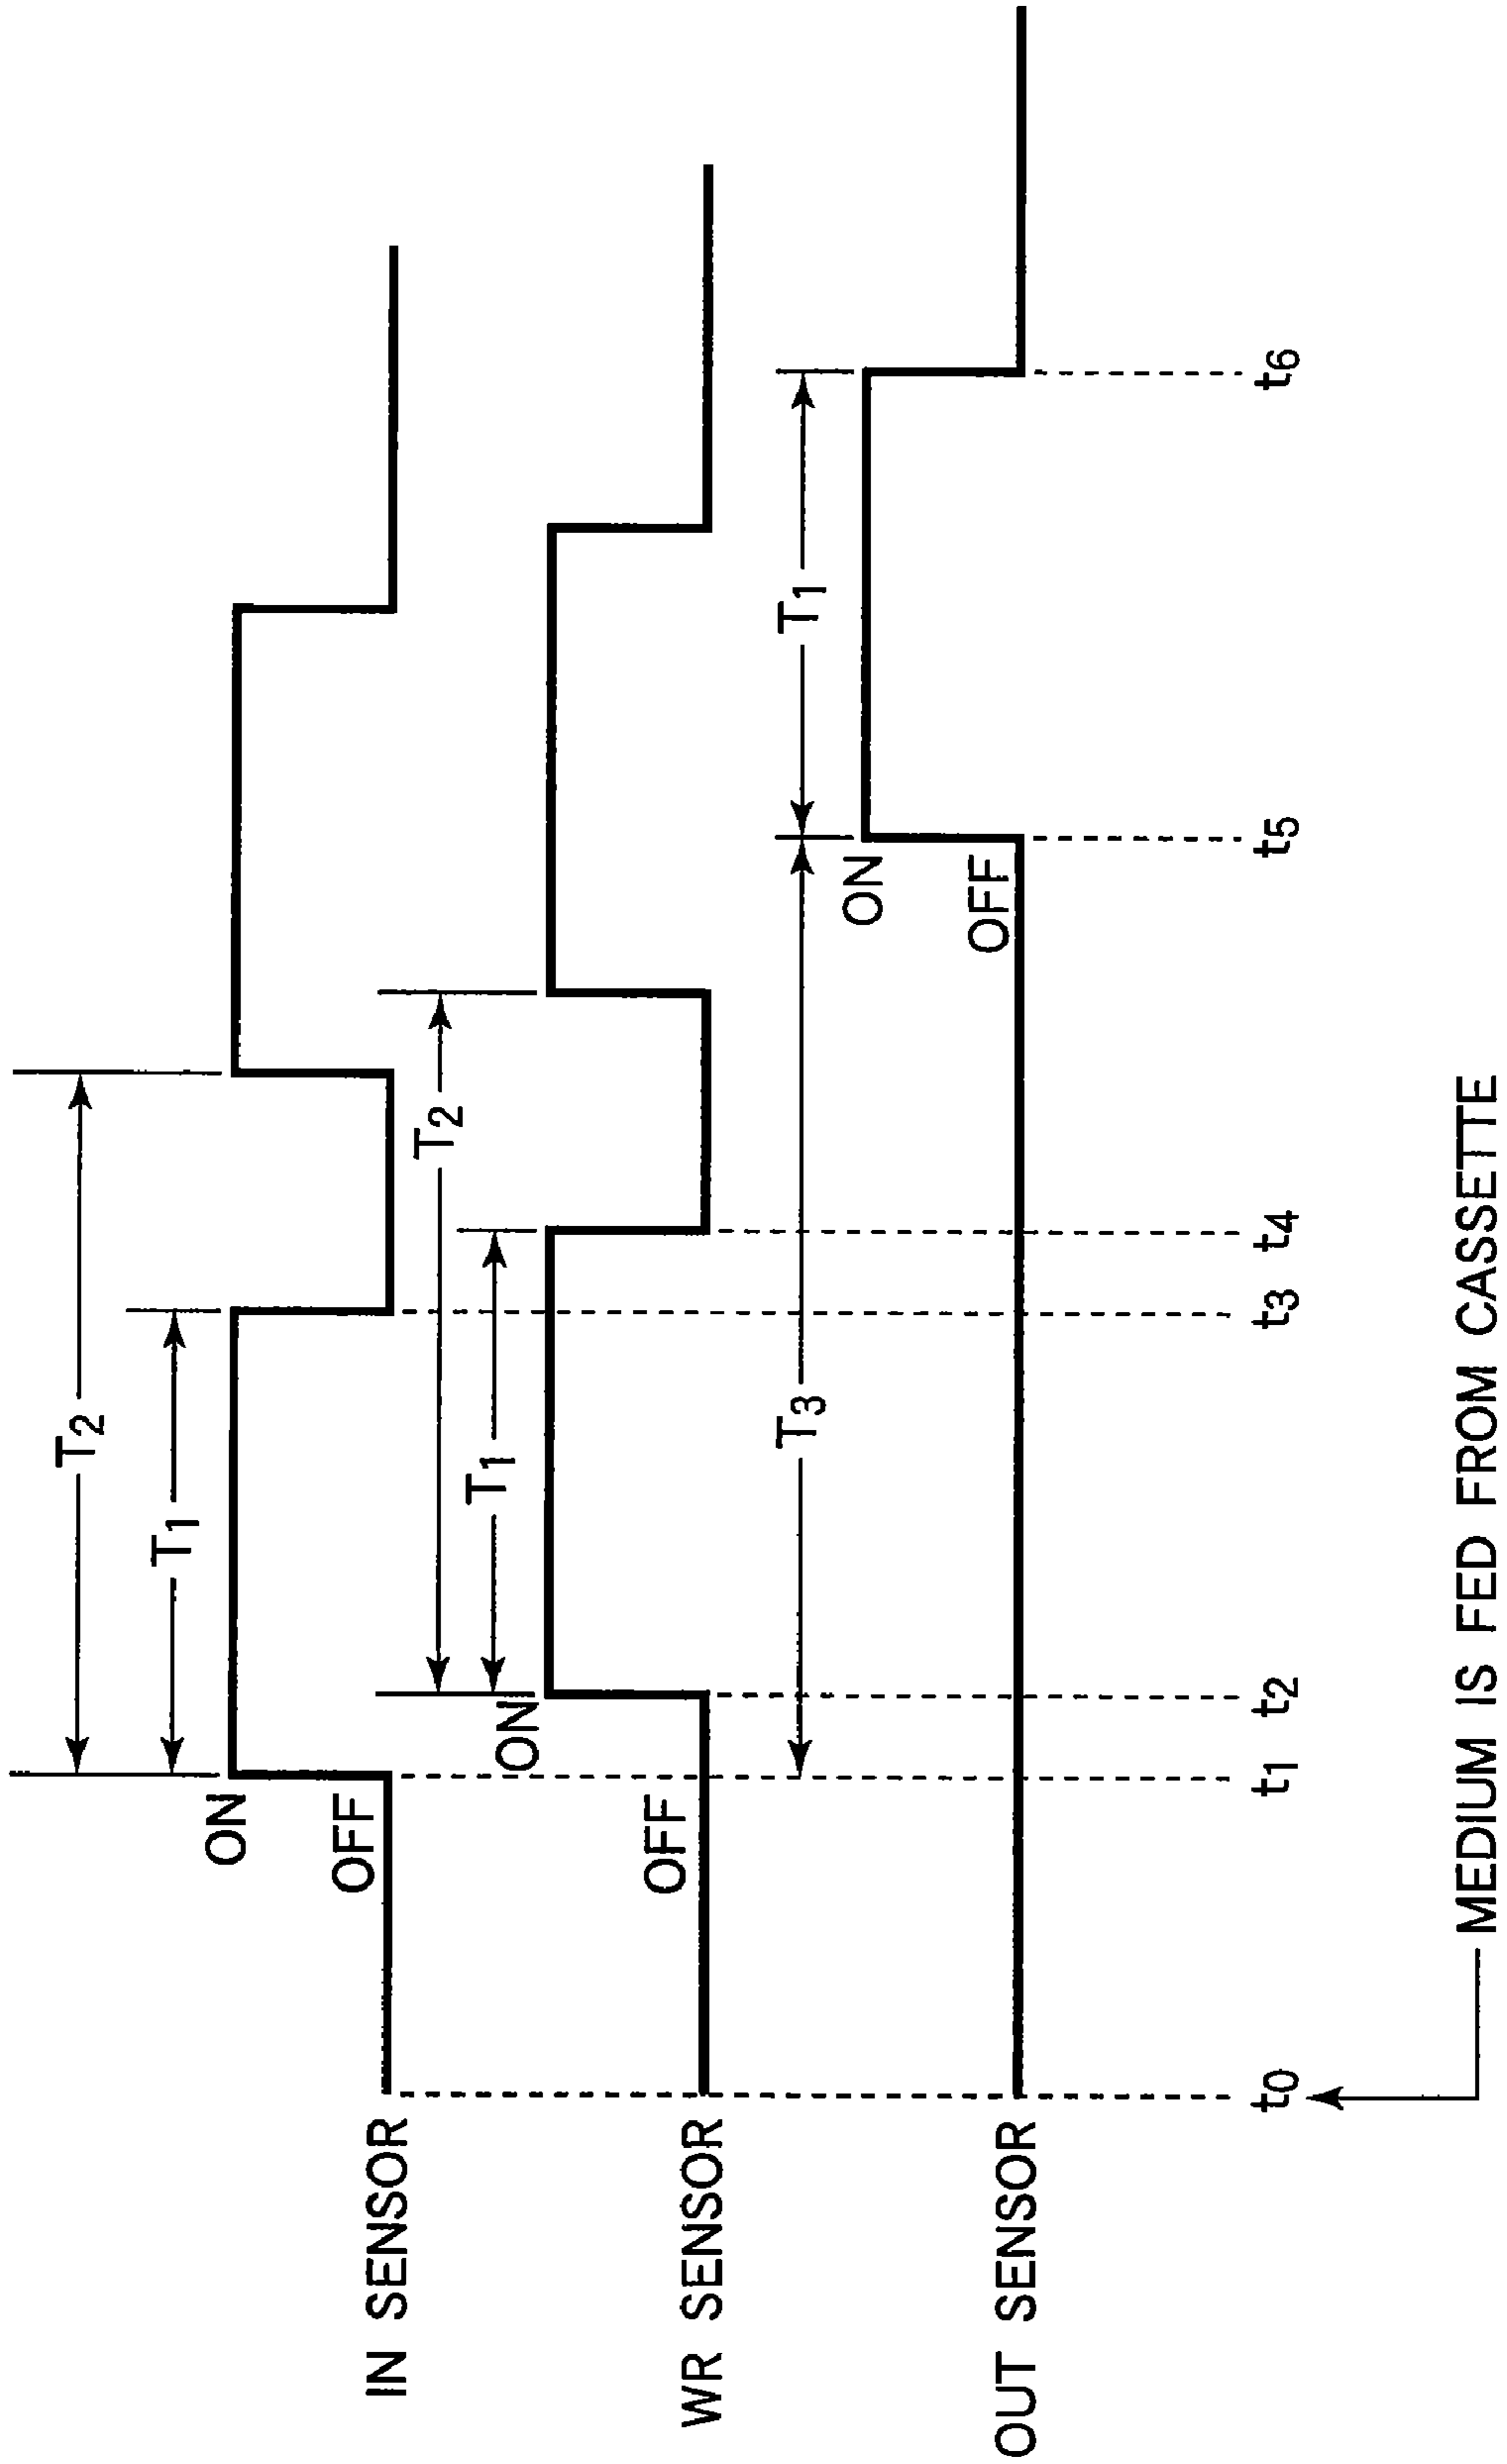 T2
T1
ON
OFF
IN SENSOR
T2
T1
ON
OFF
WR SENSOR
T3
T1
ON
OFF
OUT SENSOR
t0
t1
t2
t3
t4
t5
t6
MEDIUM IS FED FROM CASSETTE